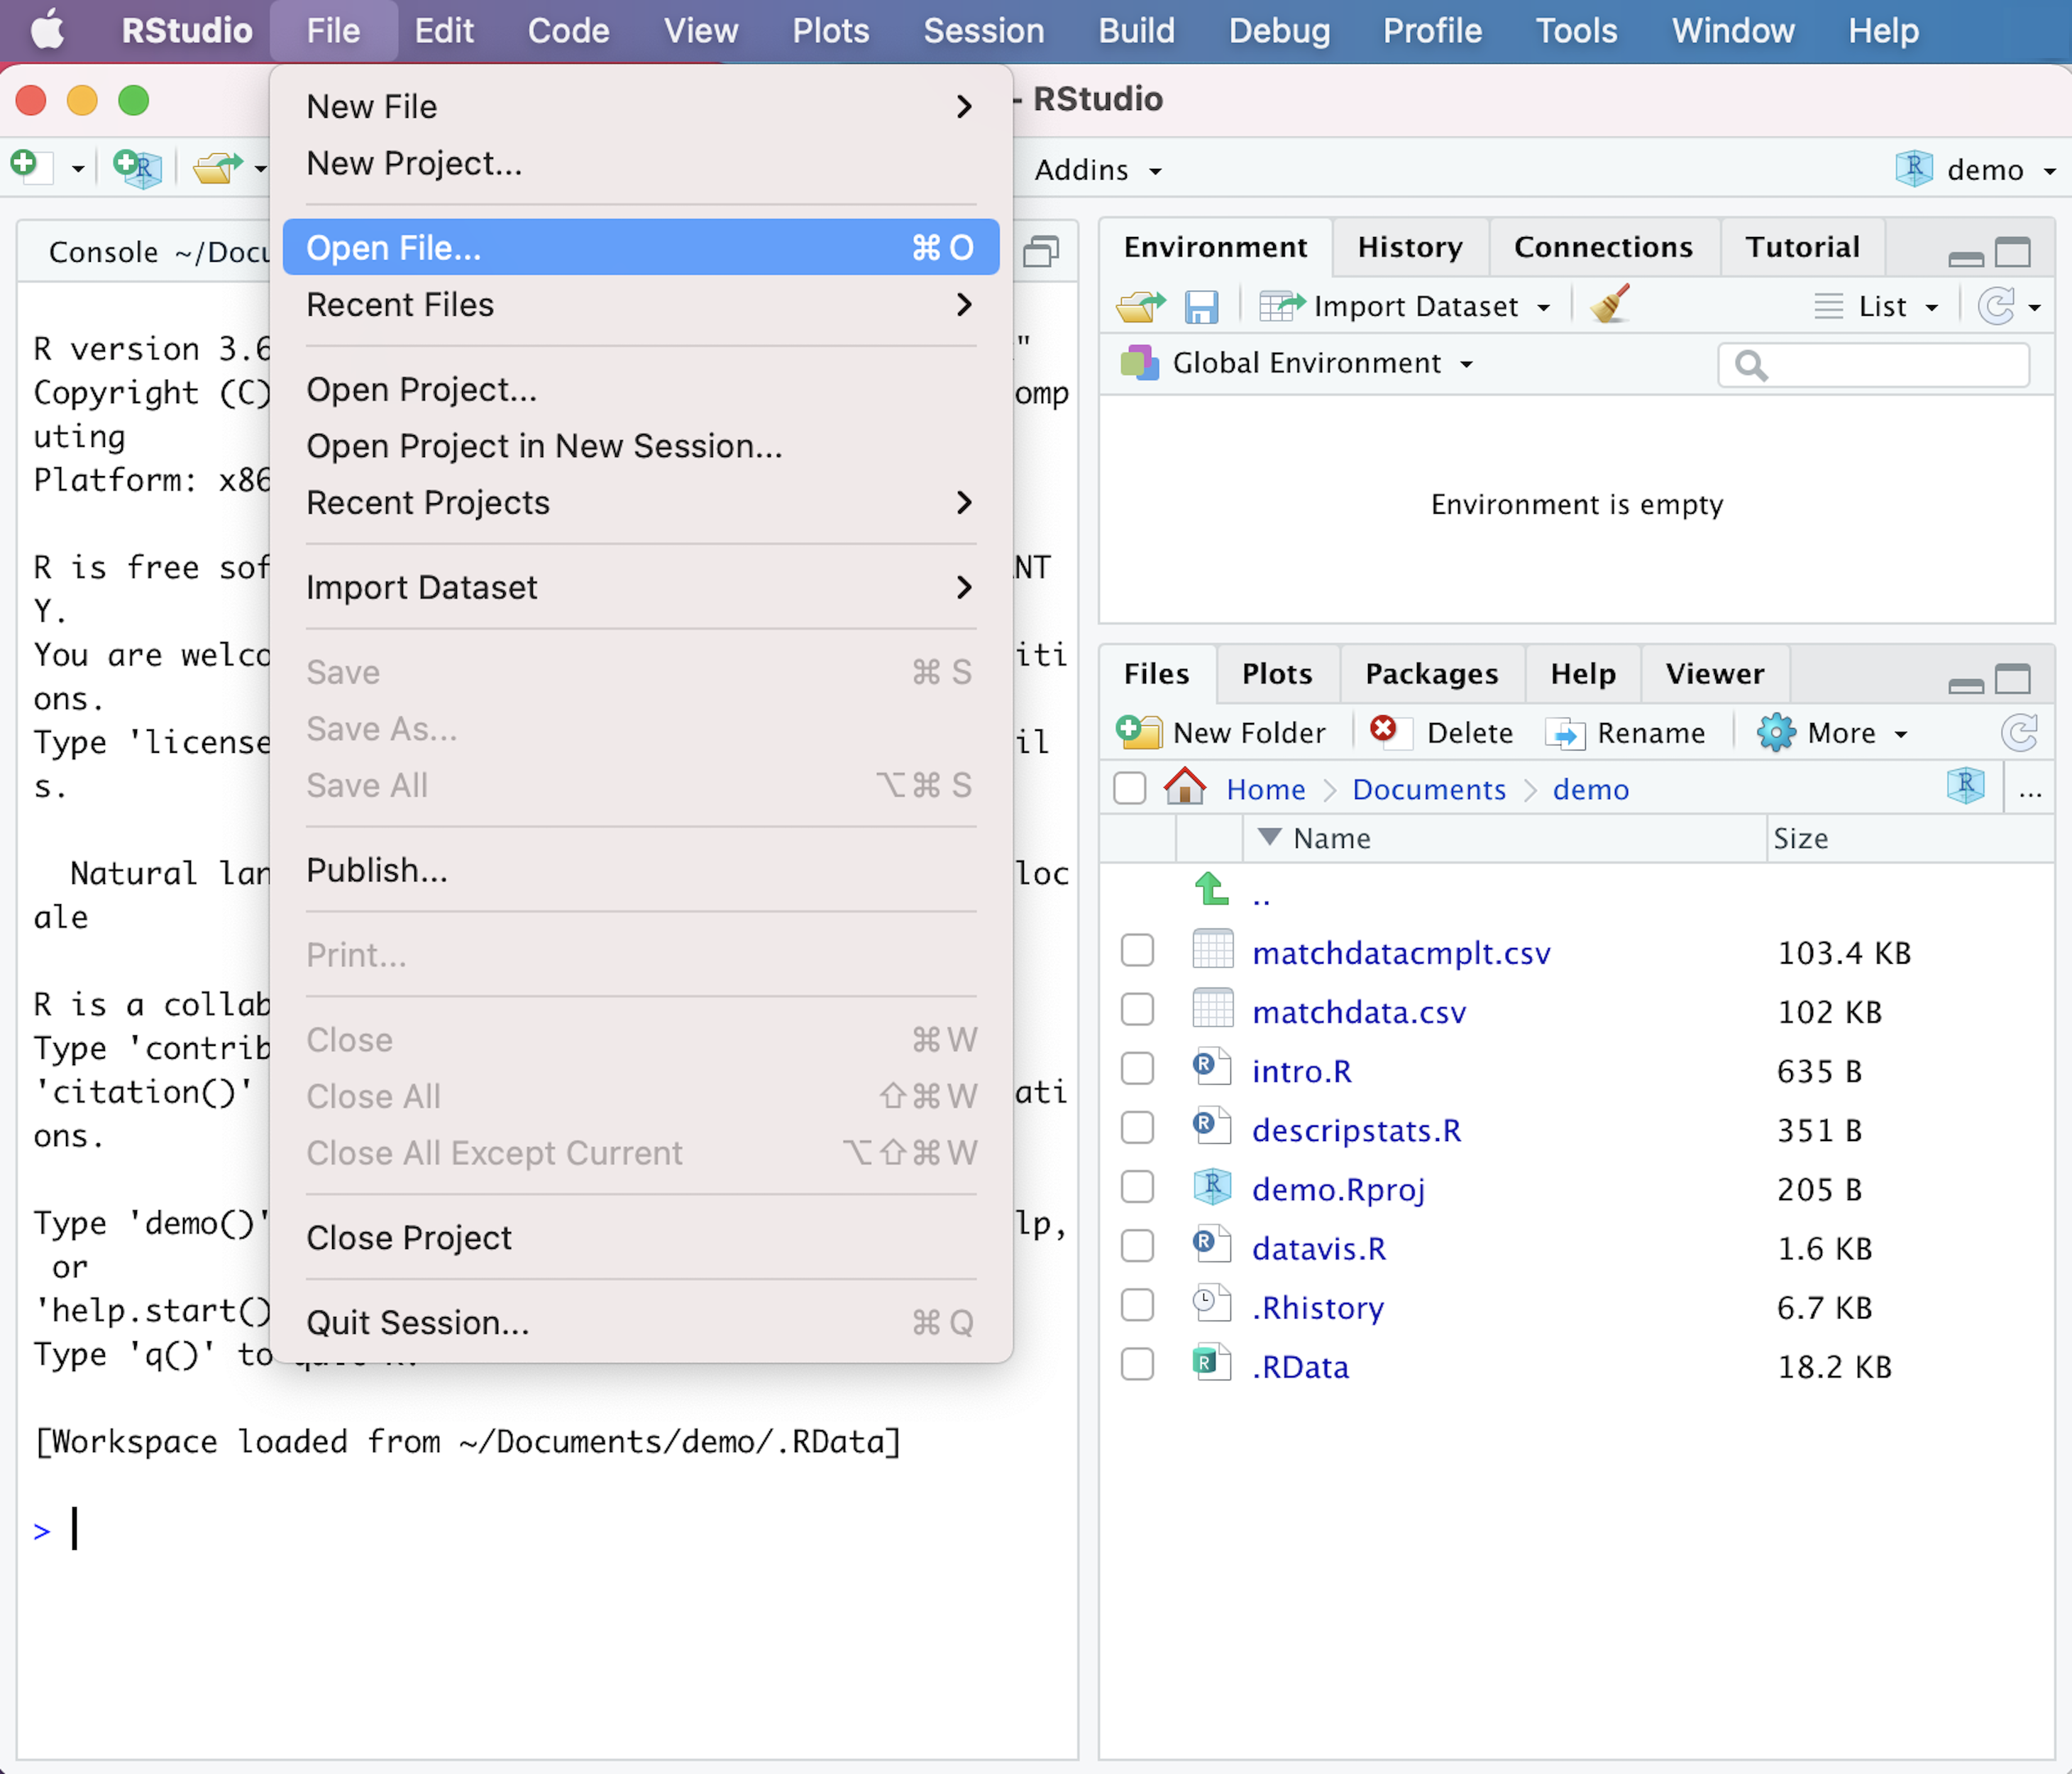 RStudio File Edit Code View Plots Session Build Debug Profile Tools Window Help
- RStudio
Addins
demo
New File
New Project...
Open File... ⌘ O
Recent Files
Open Project...
Open Project in New Session...
Recent Projects
Import Dataset
Save ⌘ S
Save As...
Save All ⌥⌘ S
Publish...
Print...
Close ⌘ W
Close All ⇧⌘ W
Close All Except Current ⌥⇧⌘ W
Close Project
Quit Session... ⌘ Q
Console ~/Docu
R version 3.6 "
Copyright (C) omp
uting
Platform: x86
R is free sof NT
Y.
You are welco iti
ons.
Type 'license il
s.
Natural lan loc
ale
R is a collab
Type 'contrib
'citation()' ati
ons.
Type 'demo()' lp,
or
'help.start()
Type 'q()' to
[Workspace loaded from ~/Documents/demo/.RData]
>
Environment History Connections Tutorial
Import Dataset List
Global Environment
Environment is empty
Files Plots Packages Help Viewer
New Folder Delete Rename More
Home Documents demo ...
Name Size
..
matchdatacmplt.csv 103.4 KB
matchdata.csv 102 KB
intro.R 635 B
descripstats.R 351 B
demo.Rproj 205 B
datavis.R 1.6 KB
.Rhistory 6.7 KB
.RData 18.2 KB